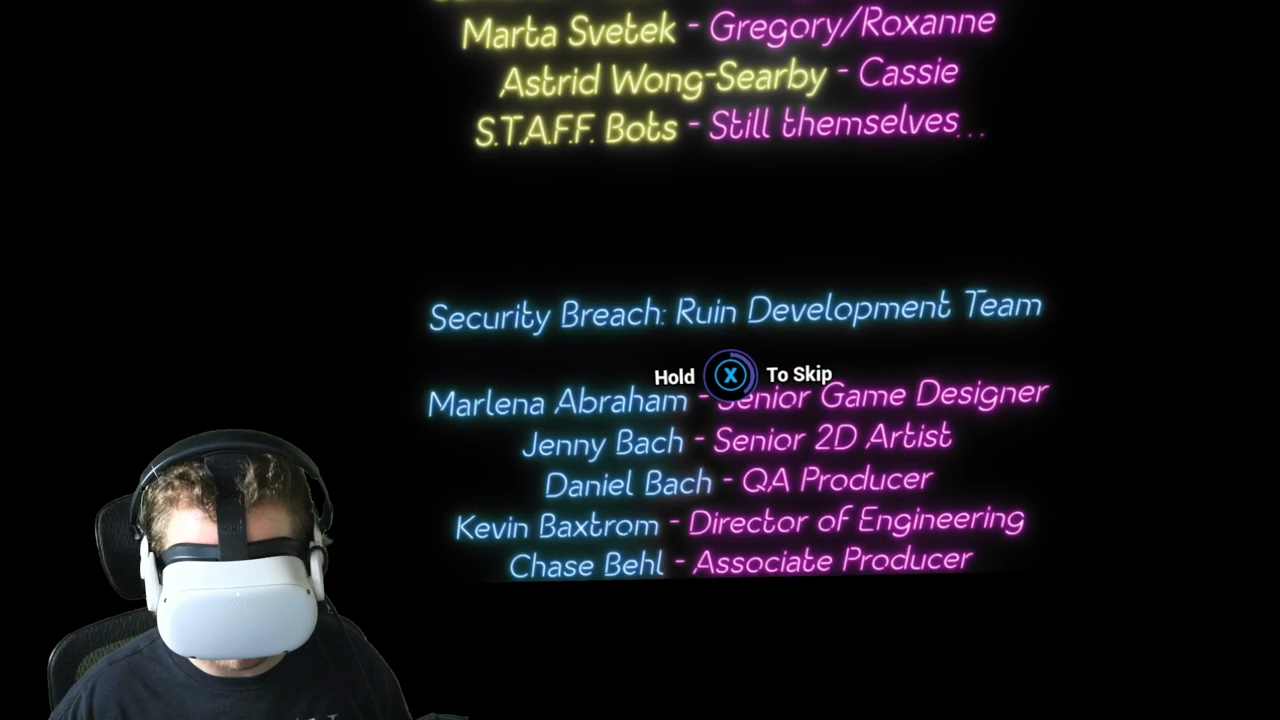 Marta Svetek - Gregory/Roxanne
Astrid Wong-Searby - Cassie
S.T.A.F.F. Bots - Still themselves...
Security Breach: Ruin Development Team
Hold X To Skip
Marlena Abraham - Senior Game Designer
Jenny Bach - Senior 2D Artist
Daniel Bach - QA Producer
Kevin Baxtrom - Director of Engineering
Chase Behl - Associate Producer